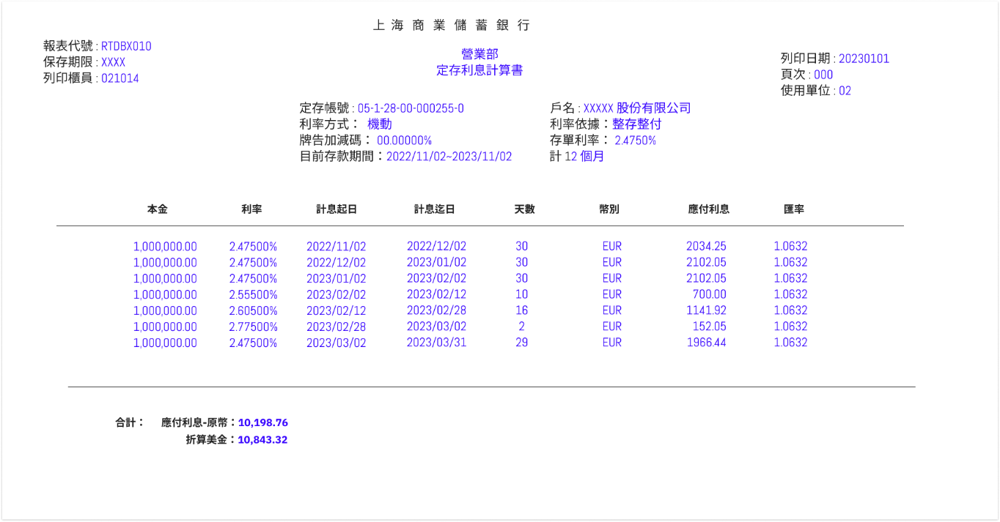 上海商業儲蓄銀行
報表代號 : RTDBX010
保存期限 : XXXX
列印櫃員 : 021014
營業部
定存利息計算書
列印日期 : 20230101
頁次 : 000
使用單位 : 02
定存帳號 : 05-1-28-00-000255-0
利率方式： 機動
牌告加減碼： 00.00000%
目前存款期間：2022/11/02~2023/11/02
戶名 : XXXXX 股份有限公司
利率依據：整存整付
存單利率： 2.4750%
計 12 個月
本金 利率 計息起日 計息迄日 天數 幣別 應付利息 匯率
1,000,000.00 2.47500% 2022/11/02 2022/12/02 30 EUR 2034.25 1.0632
1,000,000.00 2.47500% 2022/12/02 2023/01/02 30 EUR 2102.05 1.0632
1,000,000.00 2.47500% 2023/01/02 2023/02/02 30 EUR 2102.05 1.0632
1,000,000.00 2.55500% 2023/02/02 2023/02/12 10 EUR 700.00 1.0632
1,000,000.00 2.60500% 2023/02/12 2023/02/28 16 EUR 1141.92 1.0632
1,000,000.00 2.77500% 2023/02/28 2023/03/02 2 EUR 152.05 1.0632
1,000,000.00 2.47500% 2023/03/02 2023/03/31 29 EUR 1966.44 1.0632
合計： 應付利息-原幣：10,198.76
折算美金：10,843.32